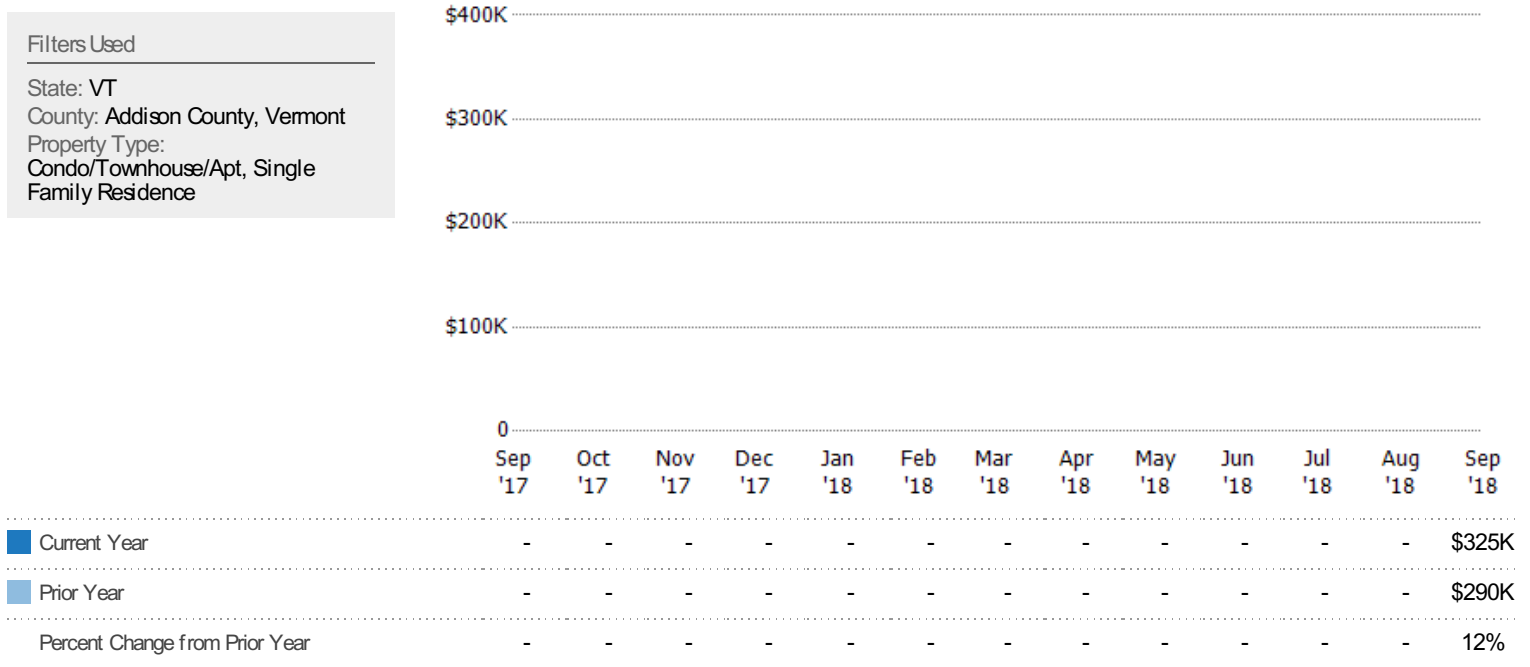 Filters Used
State: VT
County: Addison County, Vermont
Property Type:
Condo/Townhouse/Apt, Single
Family Residence
$400K
$300K
$200K
$100K
0
Sep Oct Nov Dec Jan Feb Mar Apr May Jun Jul Aug Sep
'17 '17 '17 '17 '18 '18 '18 '18 '18 '18 '18 '18 '18
Current Year - - - - - - - - - - - - $325K
Prior Year - - - - - - - - - - - - $290K
Percent Change from Prior Year - - - - - - - - - - - - 12%